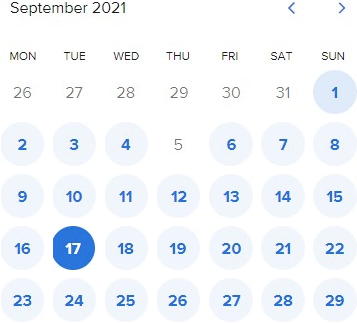 September 2021
MON TUE WED THU FRI SAT SUN
26 27 28 29 30 31 1
2 3 4 5 6 7 8
9 10 11 12 13 14 15
16 17 18 19 20 21 22
23 24 25 26 27 28 29